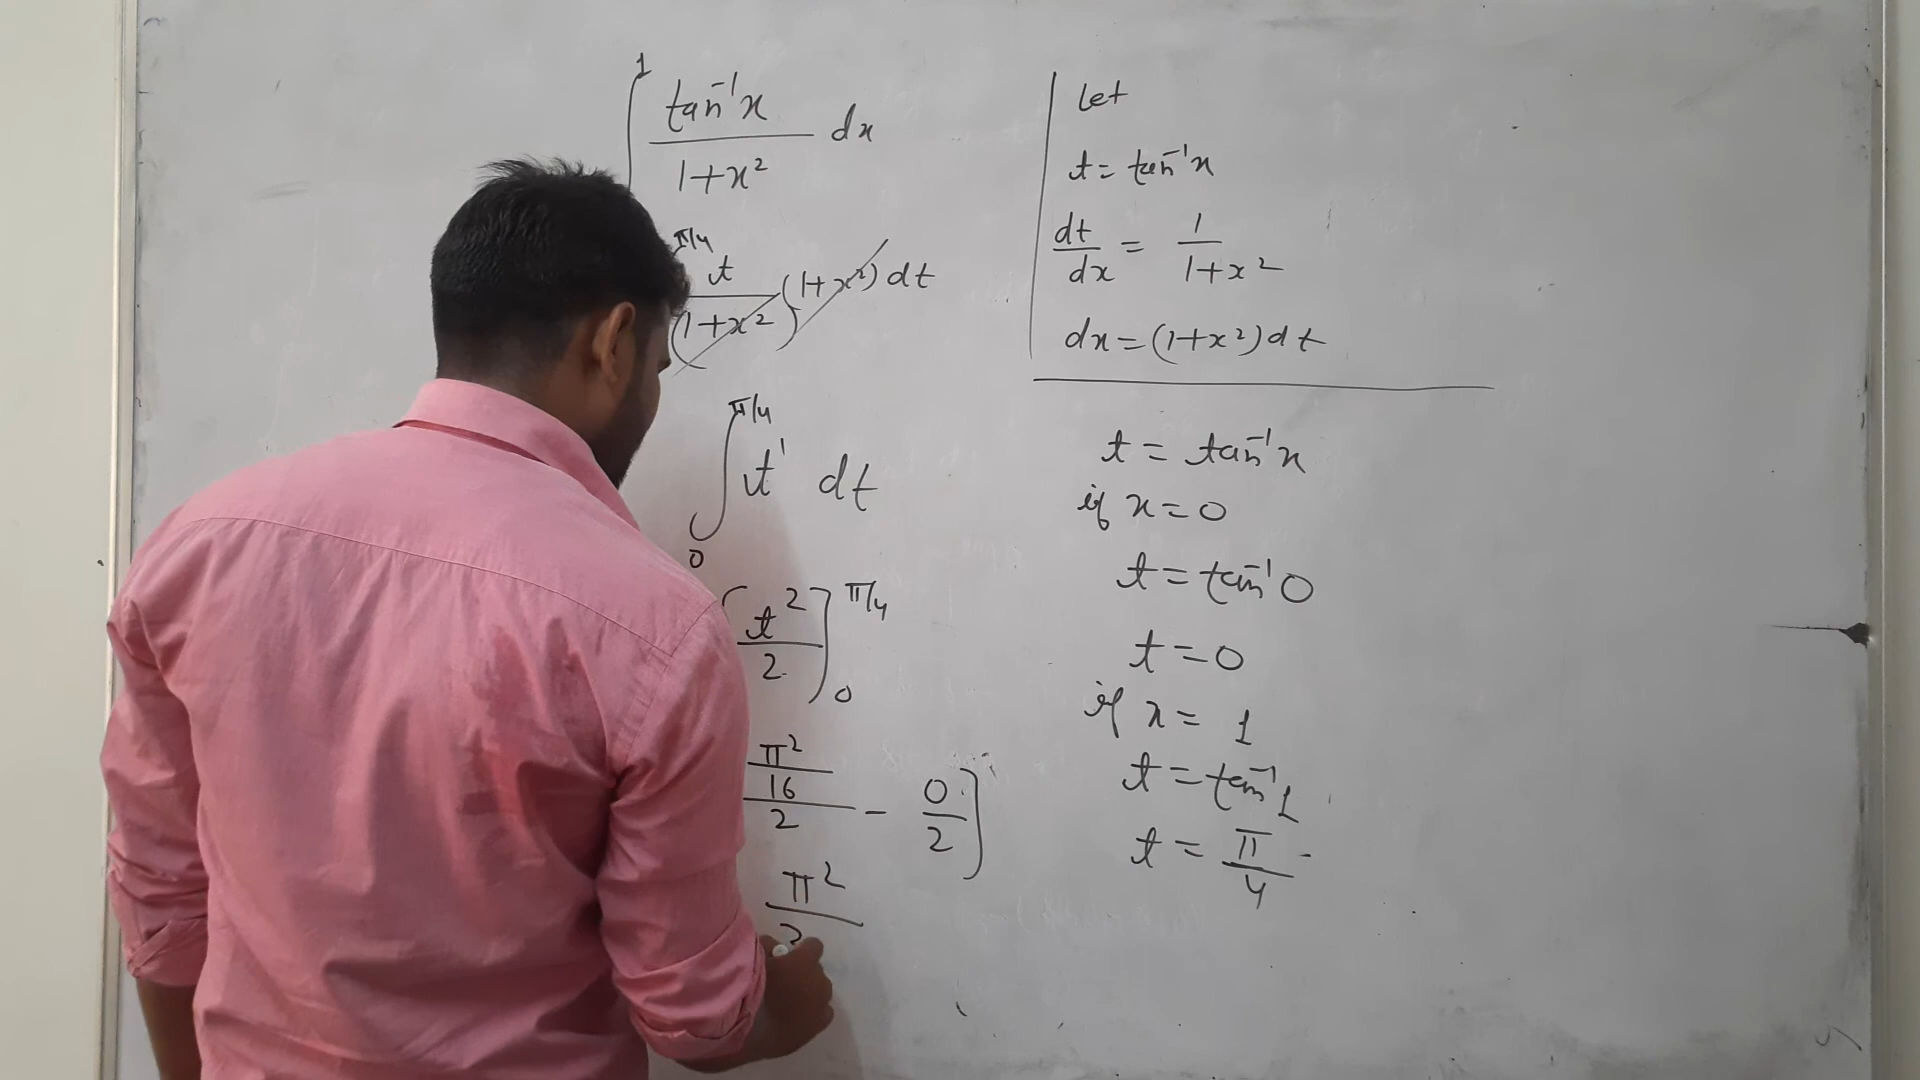 1
tan⁻¹x / 1+x² dx
π/4
t / (1+x²) (1+x²) dt
∫₀^π/4 t¹ dt
[t²/2]₀^π/4
π²/16 / 2 - 0/2]
π²
Let
t = tan⁻¹x
dt/dx = 1/1+x²
dx = (1+x²) dt
t = tan⁻¹x
if x = 0
t = tan⁻¹0
t = 0
if x = 1
t = tan⁻¹1
t = π/4